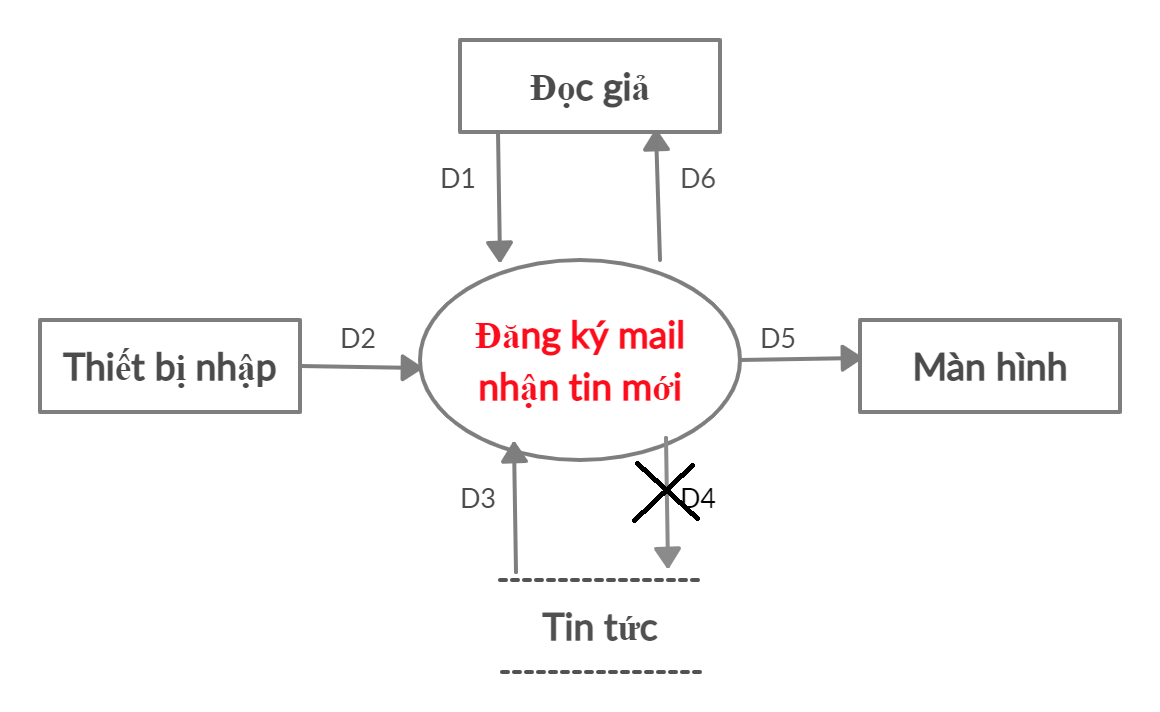 Đọc giả
D1
D6
Thiết bị nhập
D2
Đăng ký mail
nhận tin mới
D5
Màn hình
D3
D4
Tin tức